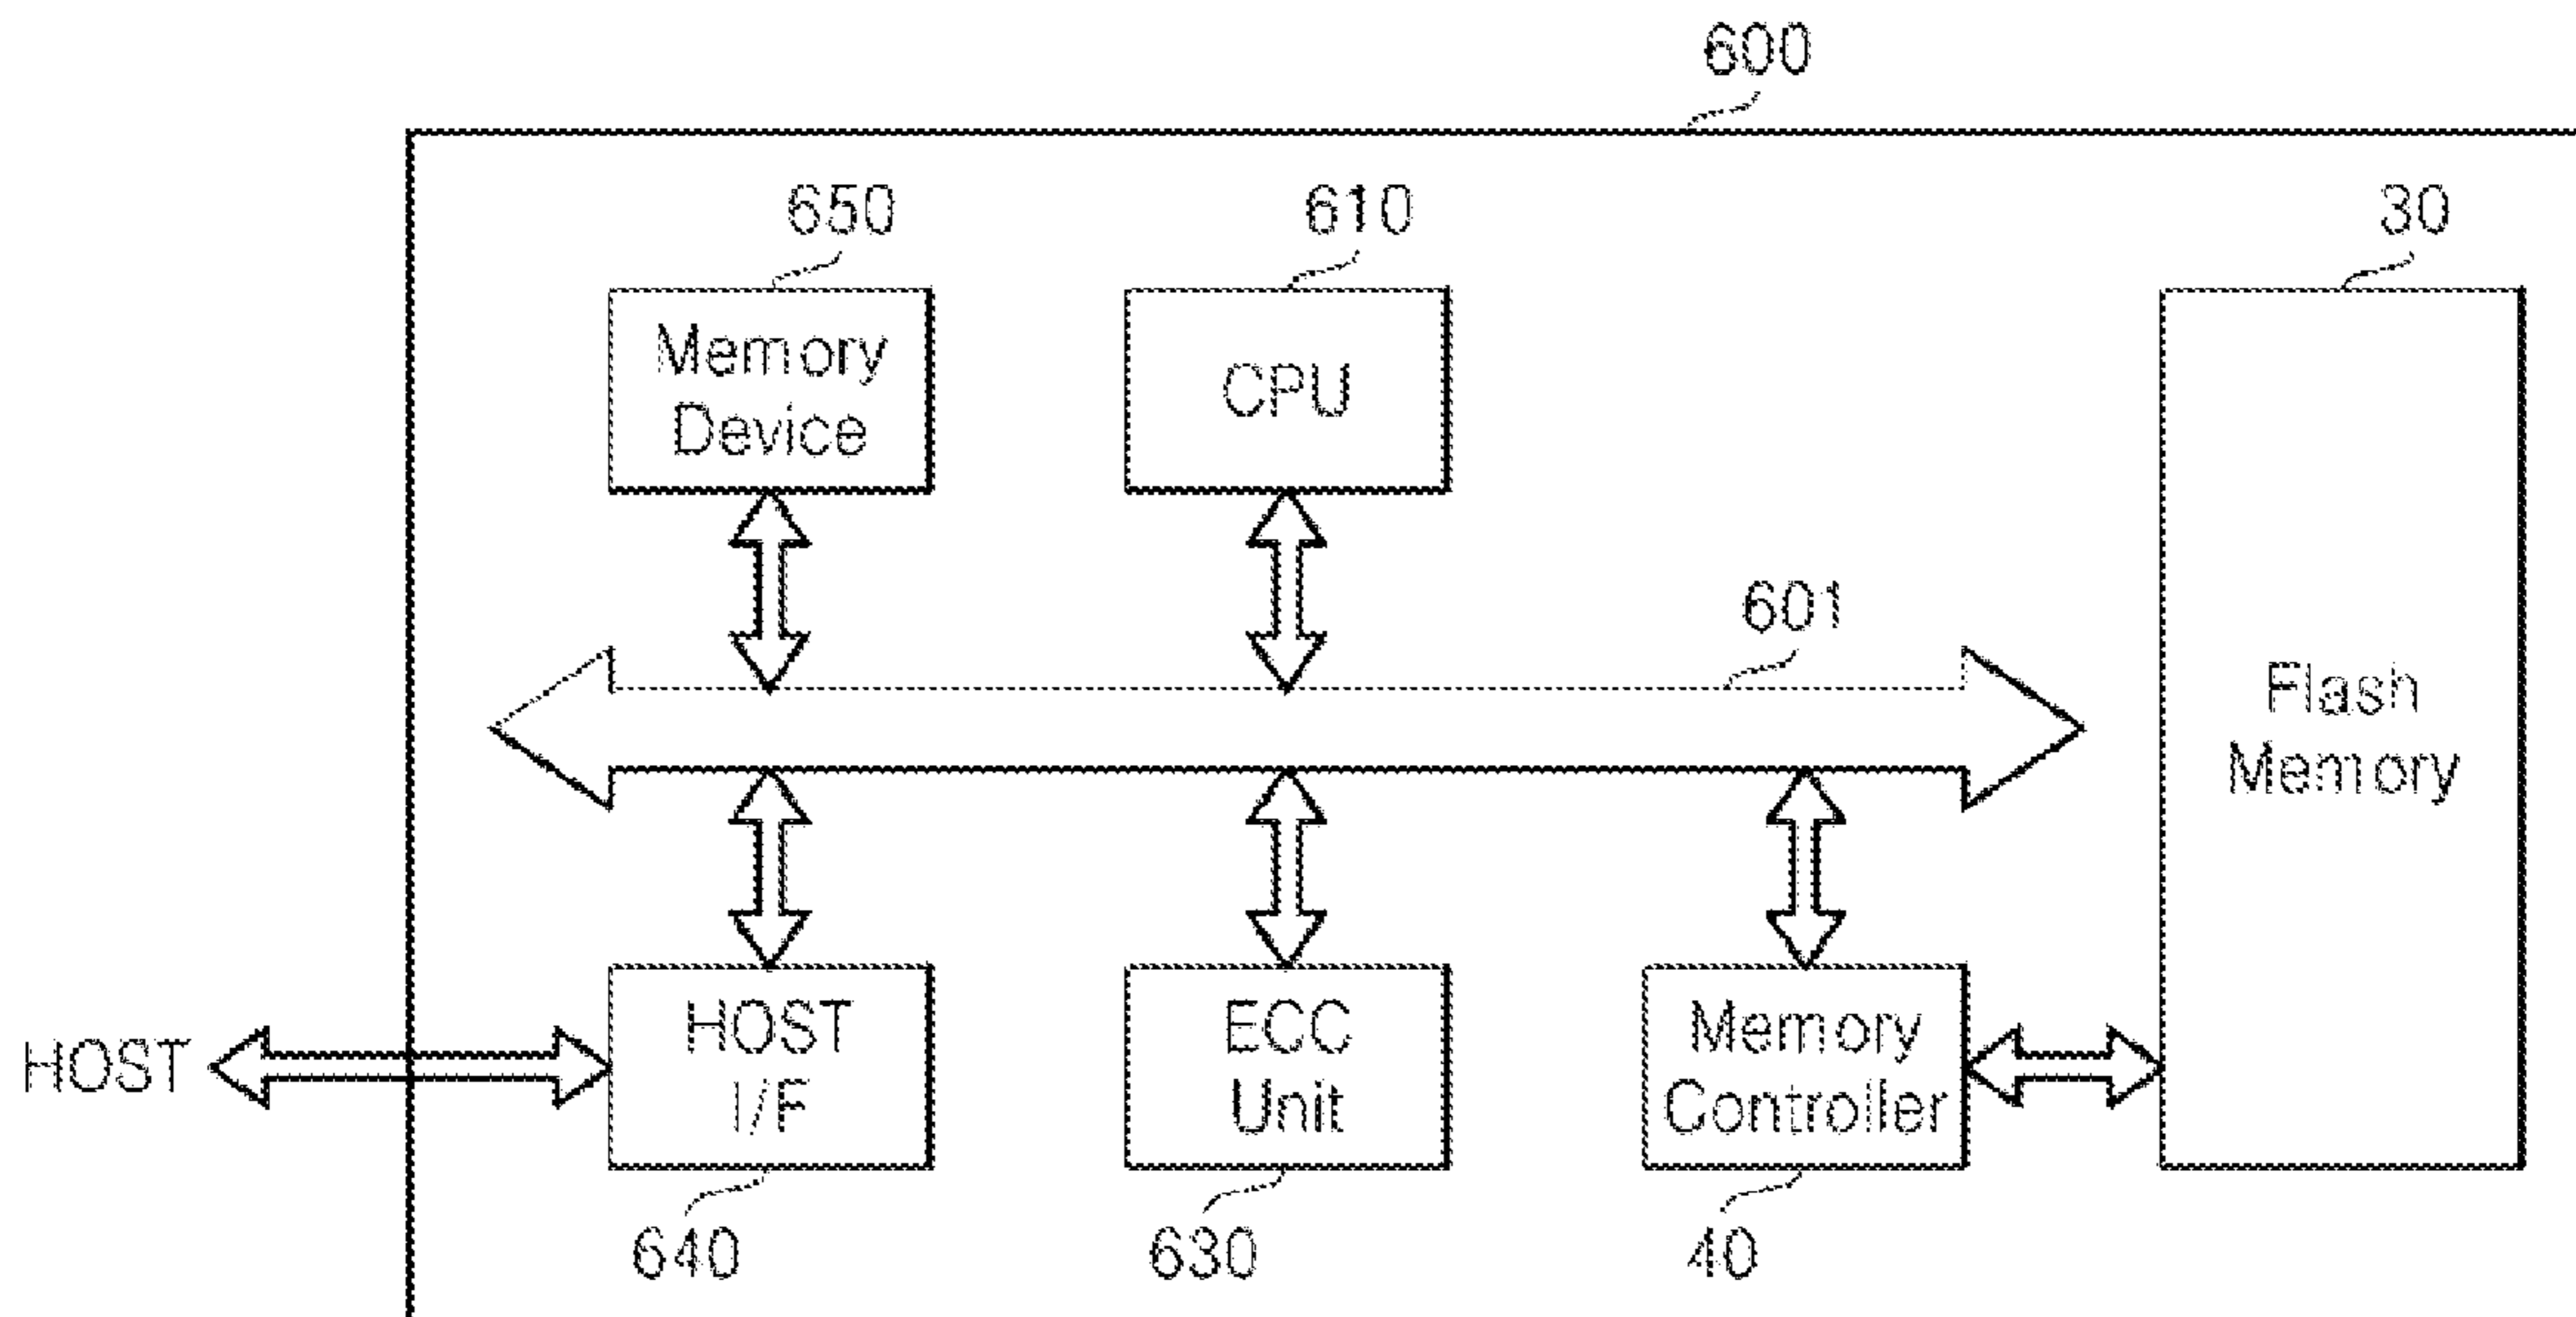 600
650
610
30
Memory
Device
CPU
601
Flash
Memory
HOST
HOST
I/F
ECC
Unit
Memory
Controller
640
630
40